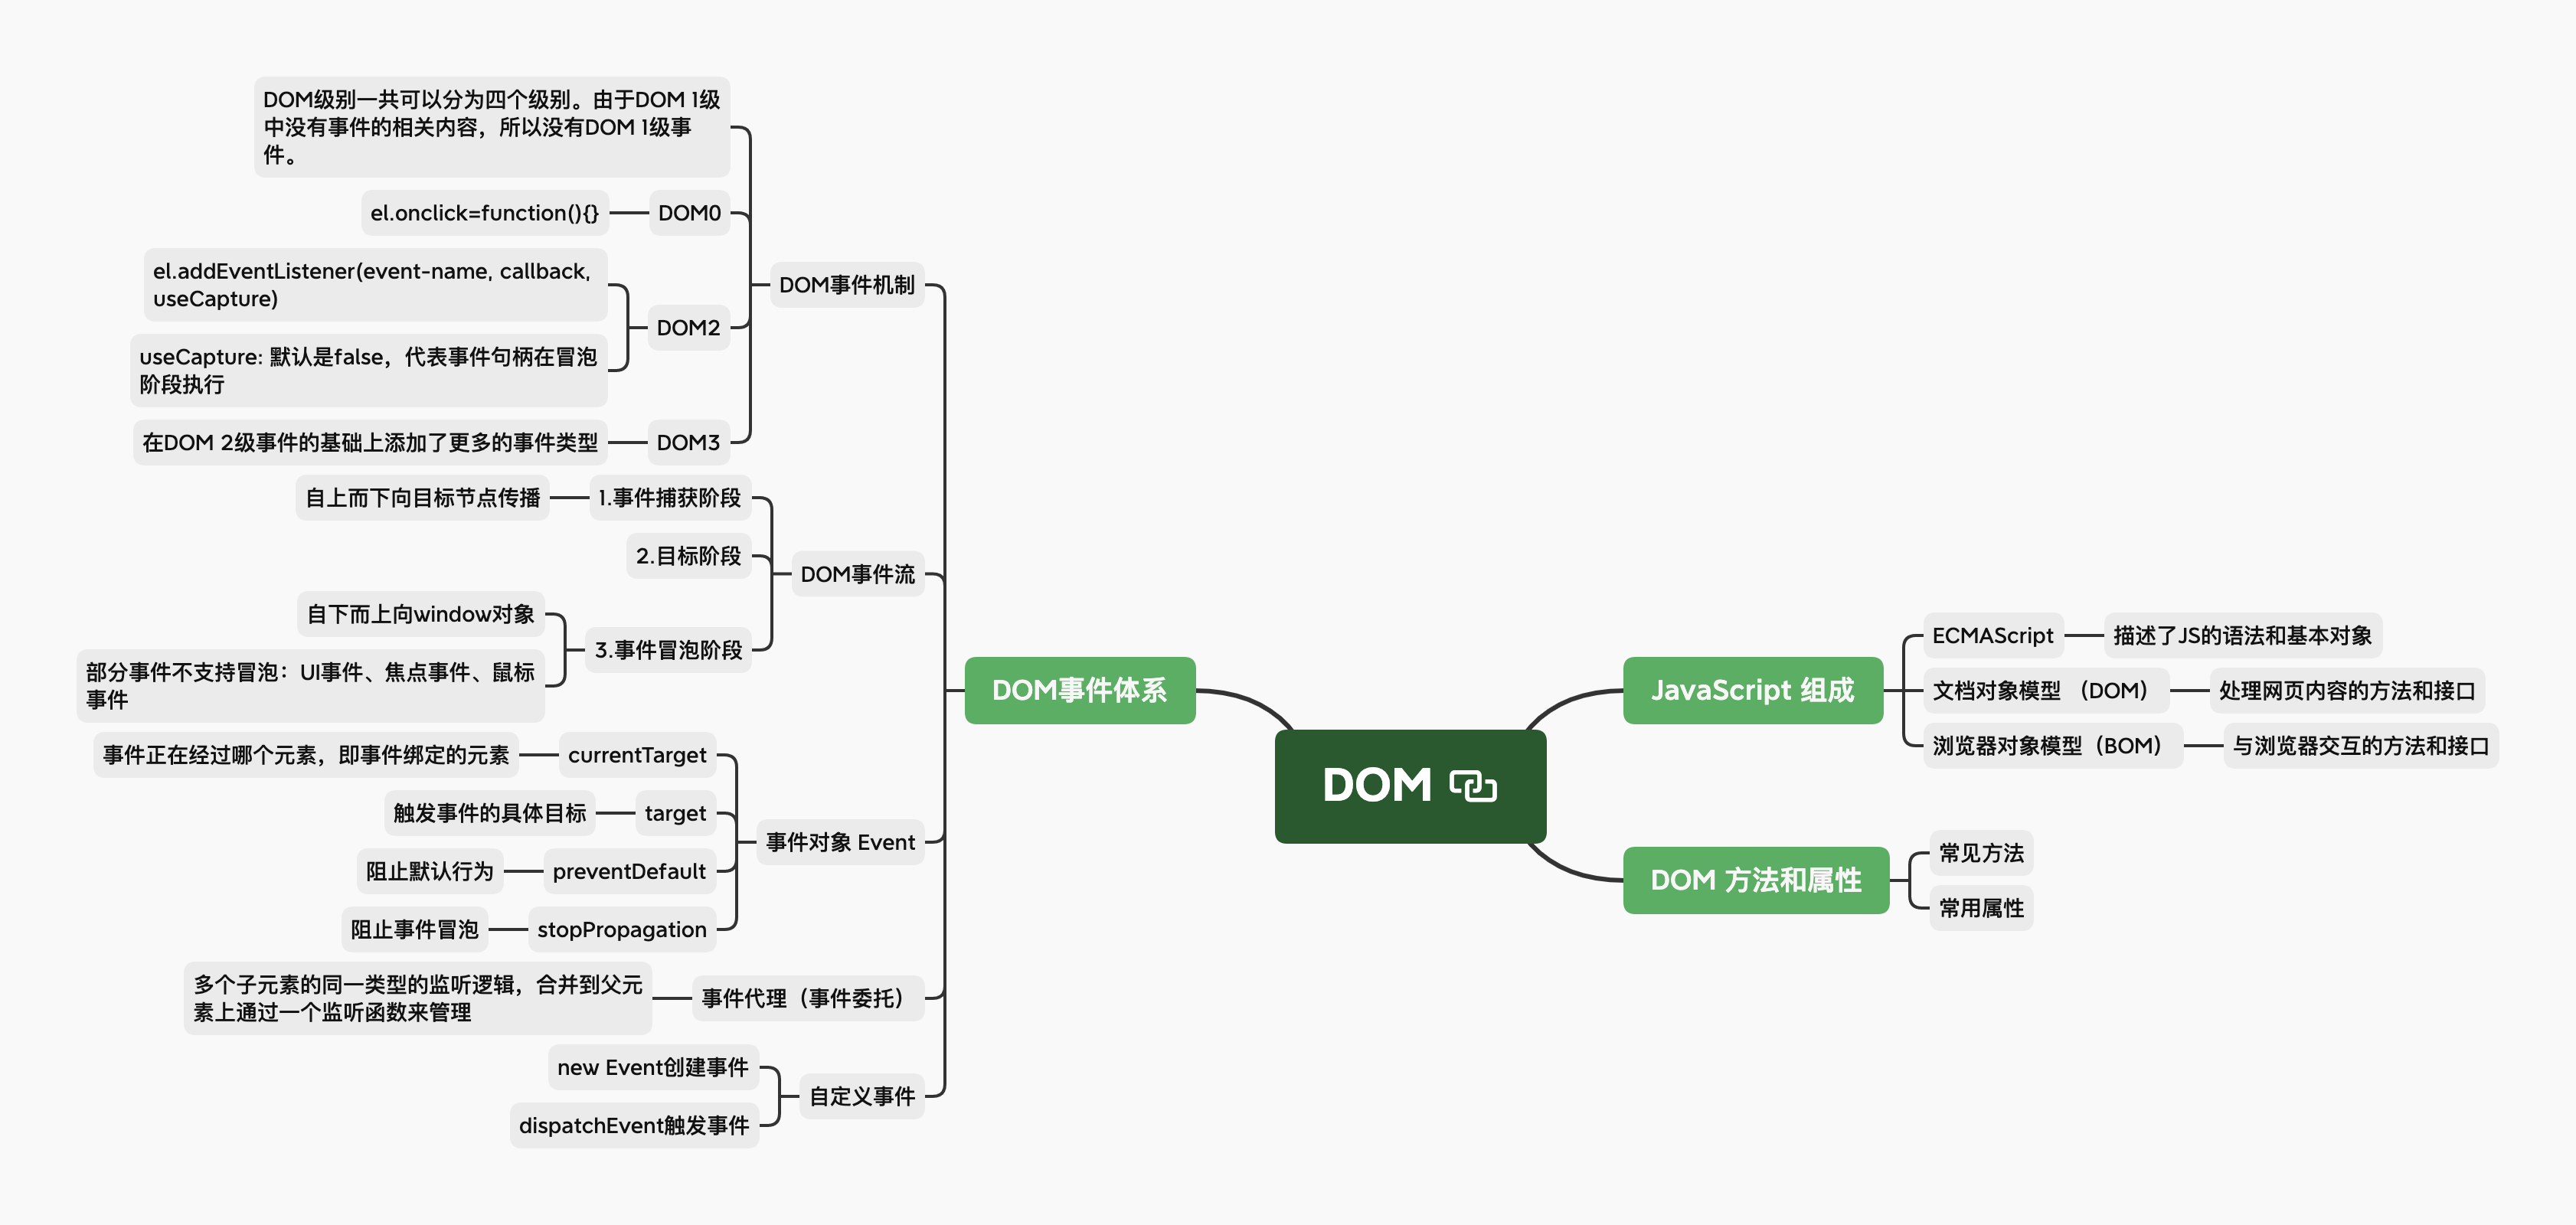 DOM
JavaScript 组成
ECMAScript
描述了JS的语法和基本对象
文档对象模型 （DOM）
处理网页内容的方法和接口
浏览器对象模型（BOM）
与浏览器交互的方法和接口
DOM 方法和属性
常见方法
常用属性
DOM事件体系
DOM事件机制
DOM级别一共可以分为四个级别。由于DOM 1级
中没有事件的相关内容，所以没有DOM 1级事
件。
DOM0
el.onclick=function(){}
DOM2
el.addEventListener(event-name, callback,
useCapture)
useCapture: 默认是false，代表事件句柄在冒泡
阶段执行
DOM3
在DOM 2级事件的基础上添加了更多的事件类型
DOM事件流
1.事件捕获阶段
自上而下向目标节点传播
2.目标阶段
3.事件冒泡阶段
自下而上向window对象
部分事件不支持冒泡：UI事件、焦点事件、鼠标
事件
事件对象 Event
currentTarget
事件正在经过哪个元素，即事件绑定的元素
target
触发事件的具体目标
preventDefault
阻止默认行为
stopPropagation
阻止事件冒泡
事件代理（事件委托）
多个子元素的同一类型的监听逻辑，合并到父元
素上通过一个监听函数来管理
自定义事件
new Event创建事件
dispatchEvent触发事件